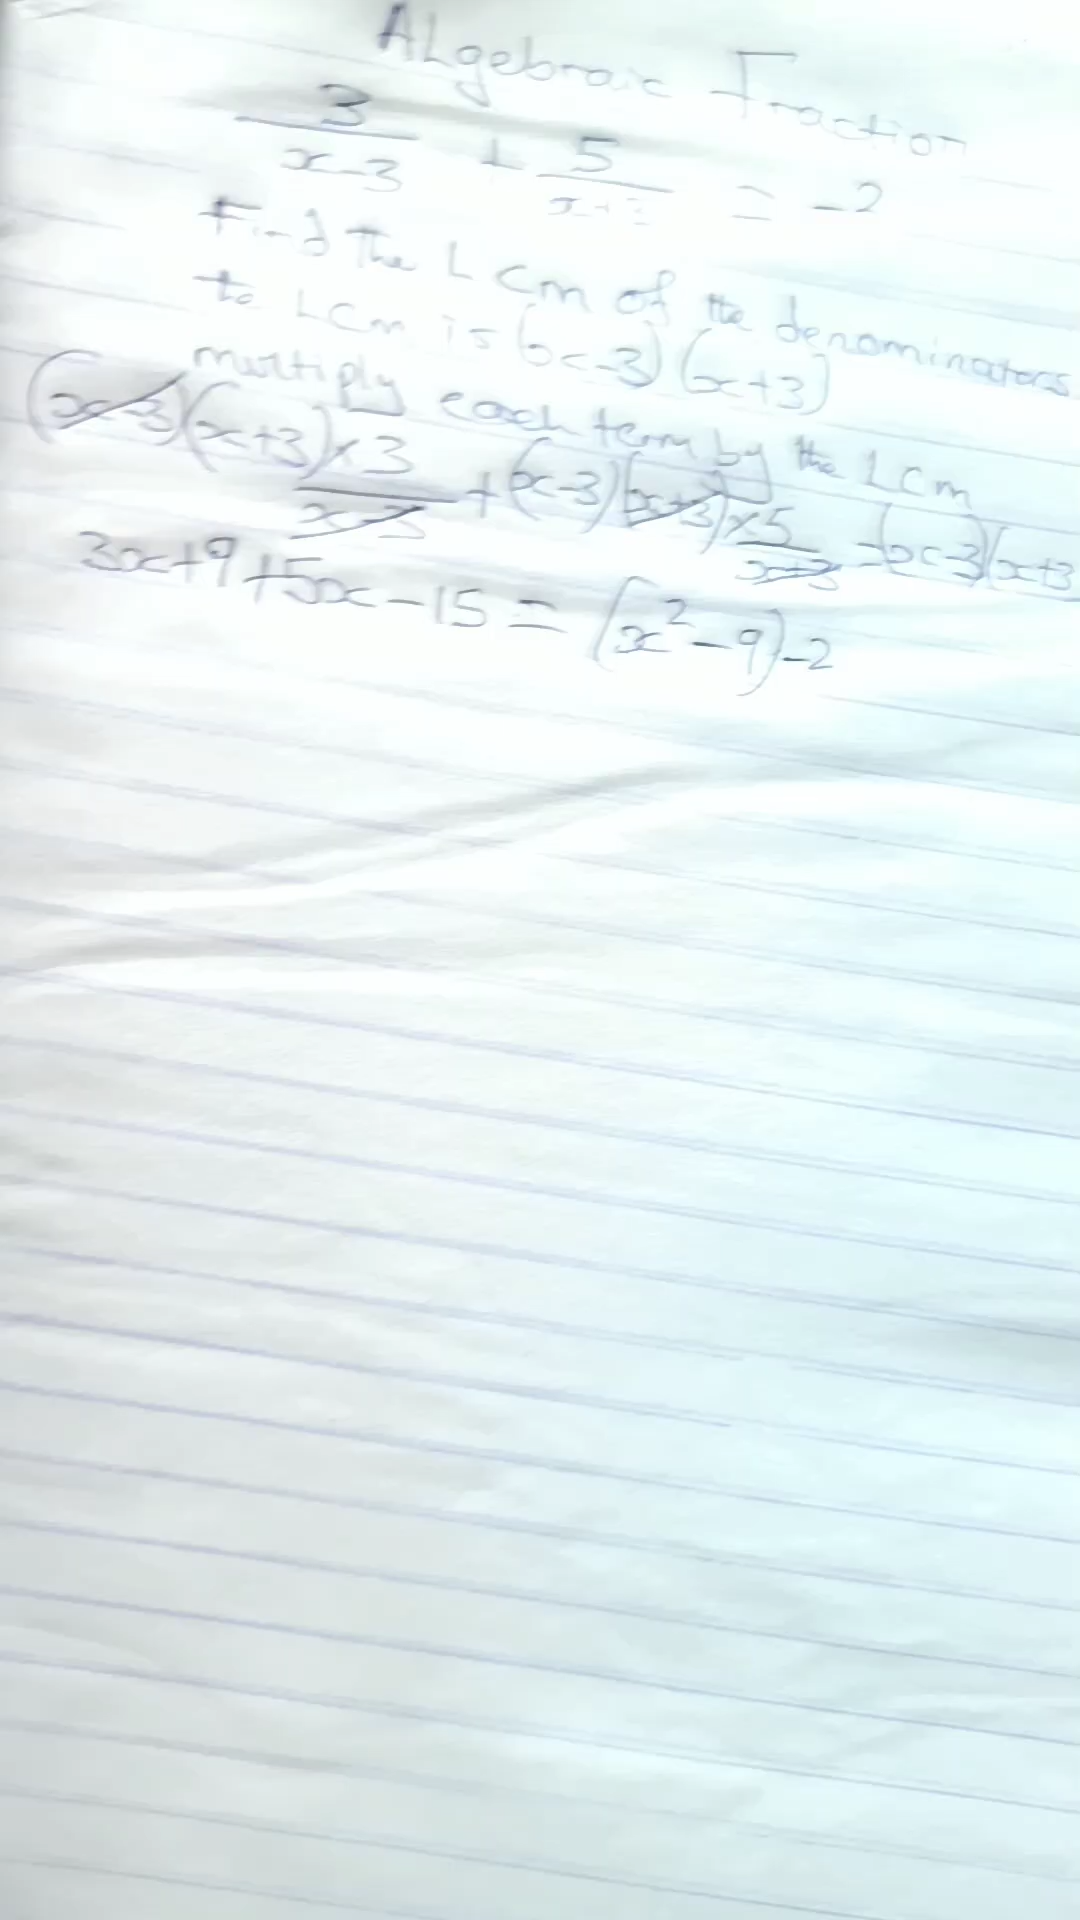 ALgebraic Fraction
3/(x-3) + 5/(x+3) = -2
Find the LCm of the denominators
to LCm is (x-3)(x+3)
multiply each term by the LCm
(x-3)(x+3)×3/(x-3) + (x-3)(x+3)×5/(x+3) = (x-3)(x+3
3x+9+5x-15 = (x²-9)-2